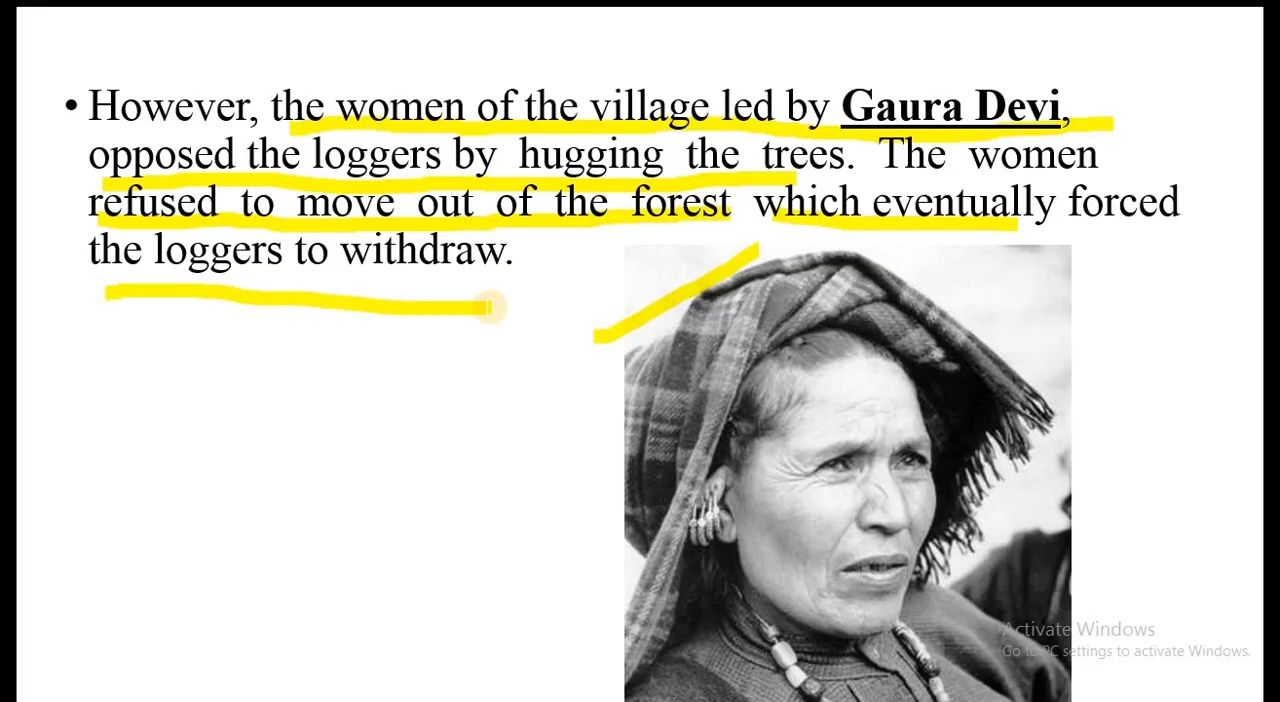 • However, the women of the village led by Gaura Devi,
opposed the loggers by hugging the trees. The women
refused to move out of the forest which eventually forced
the loggers to withdraw.
Activate Windows
Go to PC settings to activate Windows.